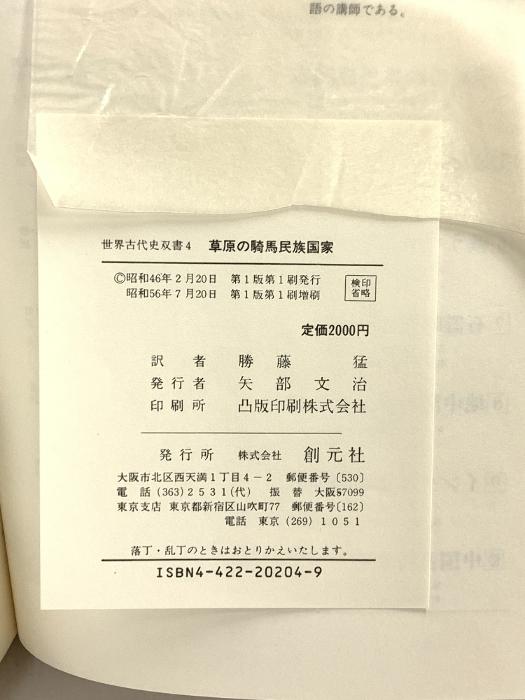 語の講師である。
世界古代史双書4 草原の騎馬民族国家
©昭和46年2月20日 第1版第1刷発行
昭和56年7月20日 第1版第1刷増刷
検印
省略
定価2000円
訳者 勝藤猛
発行者 矢部文治
印刷所 凸版印刷株式会社
発行所 株式会社 創元社
大阪市北区西天満1丁目4-2 郵便番号〔530〕
電話(363)2531(代) 振替 大阪57099
東京支店 東京都新宿区山吹町77 郵便番号〔162〕
電話 東京(269)1051
落丁・乱丁のときはおとりかえいたします。
ISBN4-422-20204-9